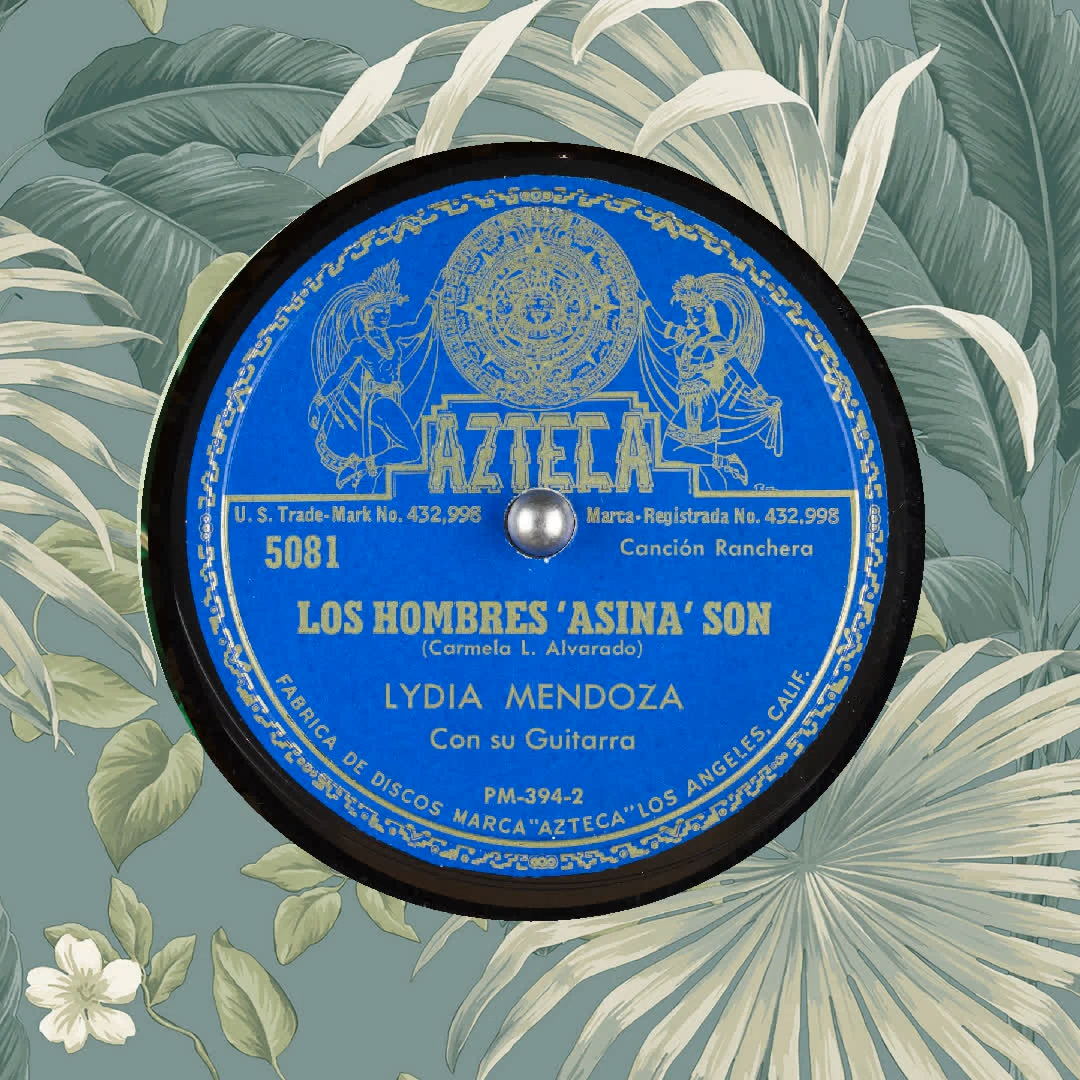 AZTECA
U. S. Trade-Mark No. 432,998
Marca-Registrada No. 432,998
5081
Canción Ranchera
LOS HOMBRES 'ASINA' SON
(Carmela L. Alvarado)
LYDIA MENDOZA
Con su Guitarra
PM-394-2
FABRICA DE DISCOS MARCA "AZTECA" LOS ANGELES, CALIF.